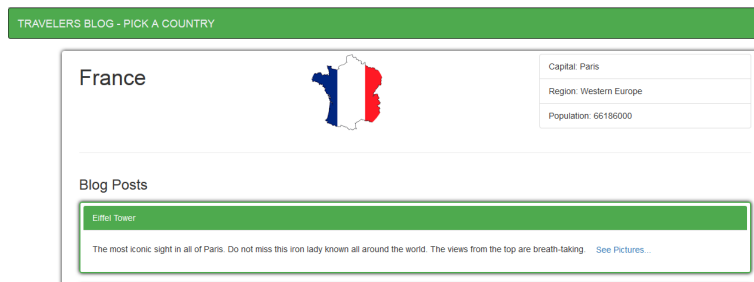 TRAVELERS BLOG - PICK A COUNTRY
France
Capital: Paris
Region: Western Europe
Population: 66186000
Blog Posts
Eiffel Tower
The most iconic sight in all of Paris. Do not miss this iron lady known all around the world. The views from the top are breath-taking. See Pictures...